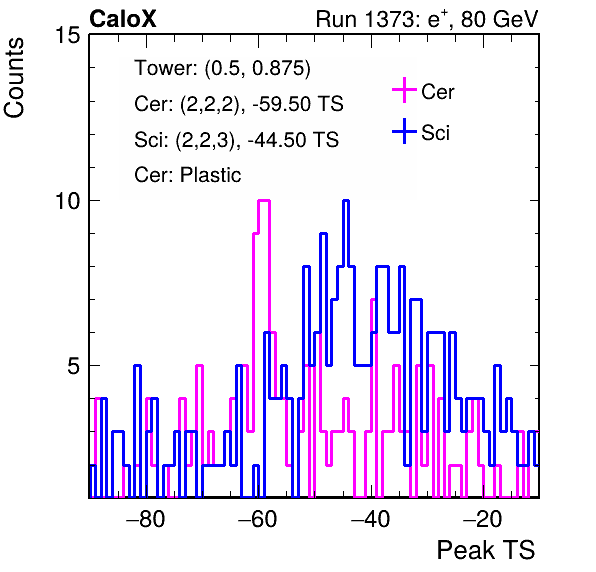 CaloX Run 1373: e⁺, 80 GeV
Counts
15
Tower: (0.5, 0.875)
Cer: (2,2,2), -59.50 TS
Sci: (2,2,3), -44.50 TS
Cer: Plastic
Cer
Sci
10
5
−80 −60 −40 −20
Peak TS